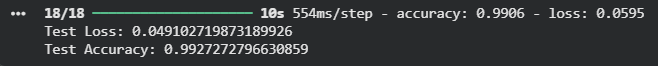 18/18 ━━━━━━━━━━━━━━━━━━━━ 10s 554ms/step - accuracy: 0.9906 - loss: 0.0595
Test Loss: 0.049102719873189926
Test Accuracy: 0.9927272796630859